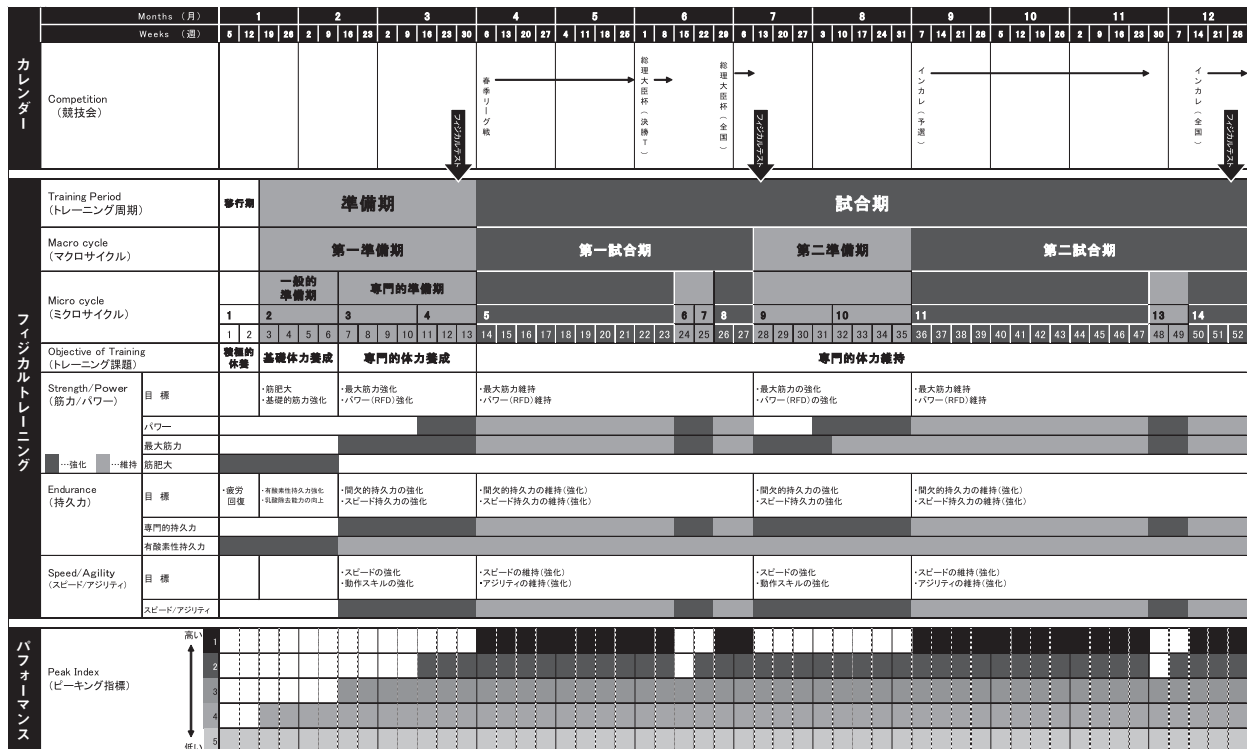 Months （月） 1 2 3 4 5 6 7 8 9 10 11 12
Weeks （週） 5 12 19 26 2 9 16 23 2 9 16 23 30 6 13 20 27 4 11 18 25 1 8 15 22 29 6 13 20 27 3 10 17 24 31 7 14 21 28 5 12 19 26 2 9 16 23 30 7 14 21 28
カレンダー
Competition
（競技会）
春季リーグ戦
総理大臣杯（決勝T）
総理大臣杯（全国）
インカレ（予選）
インカレ（全国）
フィジカルテスト
フィジカルテスト
フィジカルテスト
フィジカルトレーニング
Training Period
（トレーニング周期）
移行期 準備期 試合期
Macro cycle
（マクロサイクル）
第一準備期 第一試合期 第二準備期 第二試合期
Micro cycle
（ミクロサイクル）
一般的
準備期
専門的準備期
1 2 3 4 5 6 7 8 9 10 11 13 14
1 2 3 4 5 6 7 8 9 10 11 12 13 14 15 16 17 18 19 20 21 22 23 24 25 26 27 28 29 30 31 32 33 34 35 36 37 38 39 40 41 42 43 44 45 46 47 48 49 50 51 52
Objective of Training
（トレーニング課題）
積極的
休養
基礎体力養成 専門的体力養成 専門的体力維持
Strength/Power
（筋力/パワー）
目 標
・筋肥大
・基礎的筋力強化
・最大筋力強化
・パワー（RFD）強化
・最大筋力維持
・パワー（RFD）維持
・最大筋力の強化
・パワー（RFD）の強化
・最大筋力維持
・パワー（RFD）維持
パワー
最大筋力
…強化 …維持 筋肥大
Endurance
（持久力）
目 標
・疲労
回復
・有酸素性持久力強化
・乳酸除去能力の向上
・間欠的持久力の強化
・スピード持久力の強化
・間欠的持久力の維持（強化）
・スピード持久力の維持（強化）
・間欠的持久力の強化
・スピード持久力の強化
・間欠的持久力の維持（強化）
・スピード持久力の維持（強化）
専門的持久力
有酸素性持久力
Speed/Agility
（スピード/アジリティ）
目 標
・スピードの強化
・動作スキルの強化
・スピードの維持（強化）
・アジリティの維持（強化）
・スピードの強化
・動作スキルの強化
・スピードの維持（強化）
・アジリティの維持（強化）
スピード/アジリティ
パフォーマンス
Peak Index
（ピーキング指標）
高い
低い
1
2
3
4
5